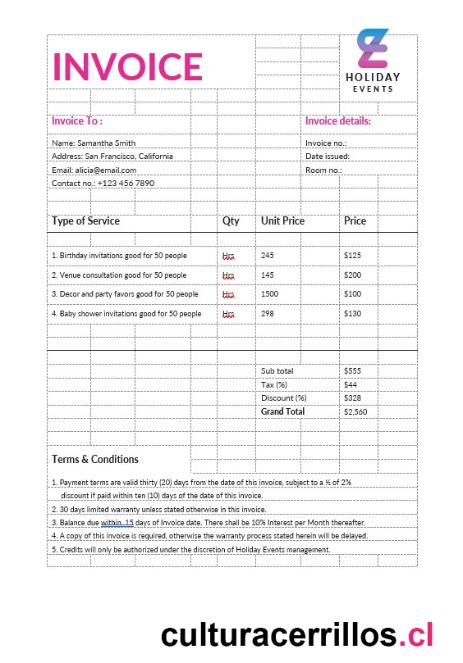 INVOICE
HOLIDAY
EVENTS
Invoice To :
Invoice details:
Name: Samantha Smith
Invoice no.:
Address: San Francisco, California
Date issued:
Email: alicia@email.com
Room no.:
Contact no.: +123 456 7890
Type of Service Qty Unit Price Price
1. Birthday invitations good for 50 people Hrs 245 $125
2. Venue consultation good for 50 people Hrs 145 $200
3. Decor and party favors good for 50 people Hrs 1500 $100
4. Baby shower invitations good for 50 people Hrs 298 $130
Sub total $555
Tax (%) $44
Discount (%) $328
Grand Total $2,560
Terms & Conditions
1. Payment terms are valid thirty (20) days from the date of this invoice, subject to a ½ of 2%
discount if paid within ten (10) days of the date of this invoice.
2. 30 days limited warranty unless stated otherwise in this invoice.
3. Balance due within 15 days of Invoice date. There shall be 10% Interest per Month thereafter.
4. A copy of this invoice is required, otherwise the warranty process stated herein will be delayed.
5. Credits will only be authorized under the discretion of Holiday Events management.
culturacerrillos.cl